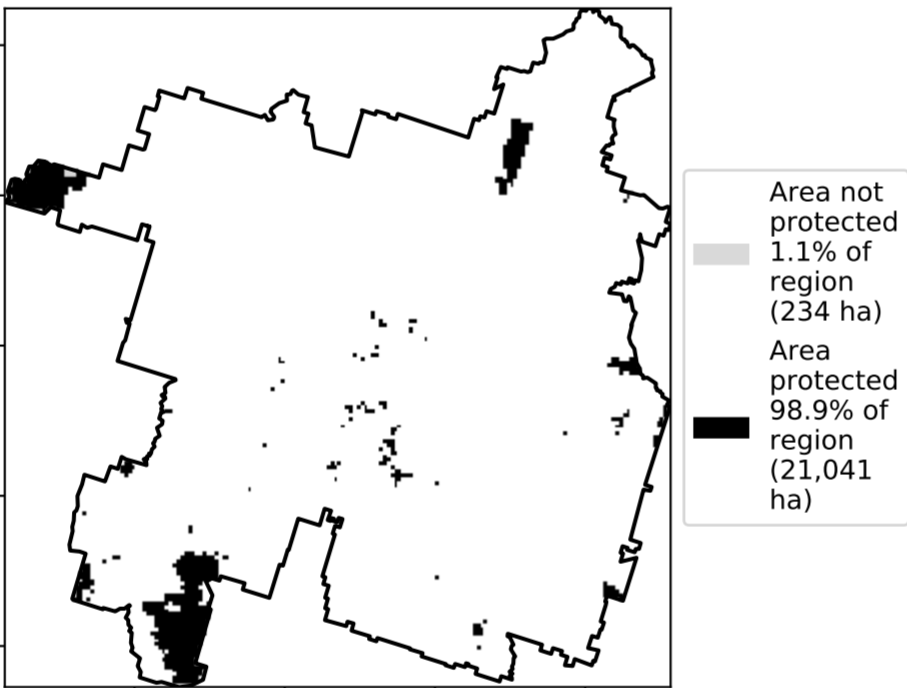 Area not
protected
1.1% of
region
(234 ha)
Area
protected
98.9% of
region
(21,041
ha)